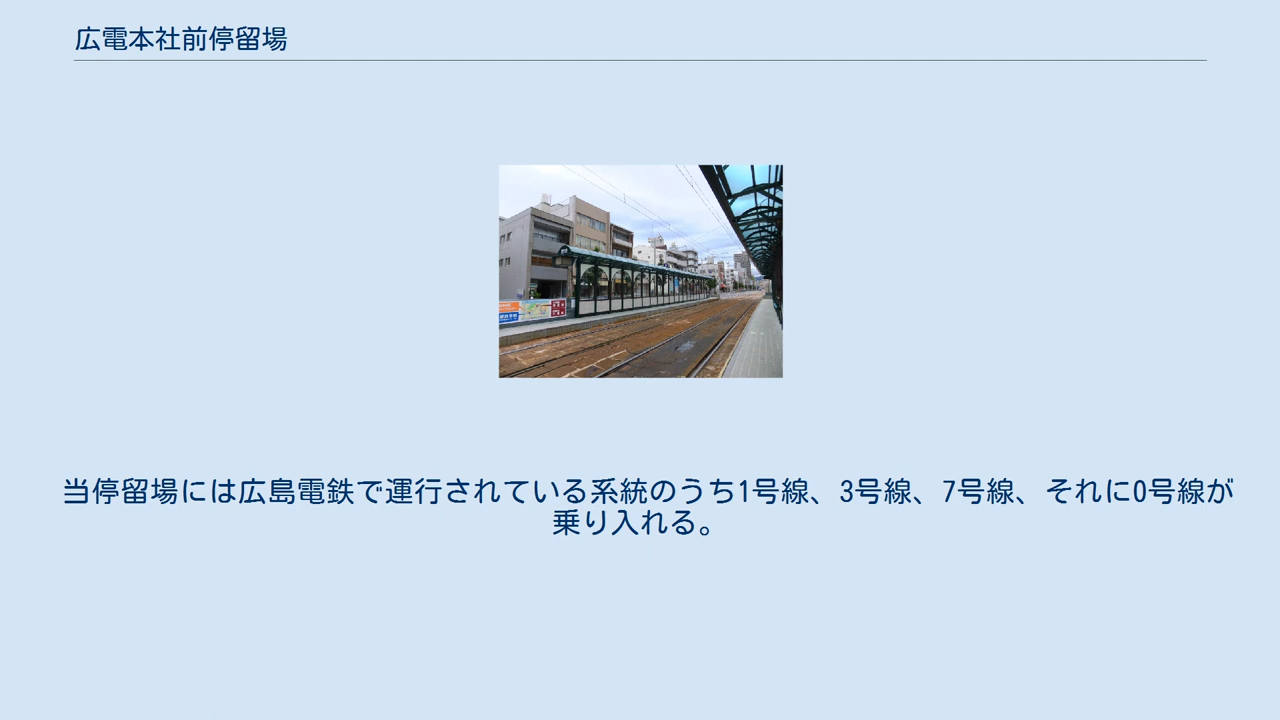 広電本社前停留場
当停留場には広島電鉄で運行されている系統のうち1号線、3号線、7号線、それに0号線が
乗り入れる。